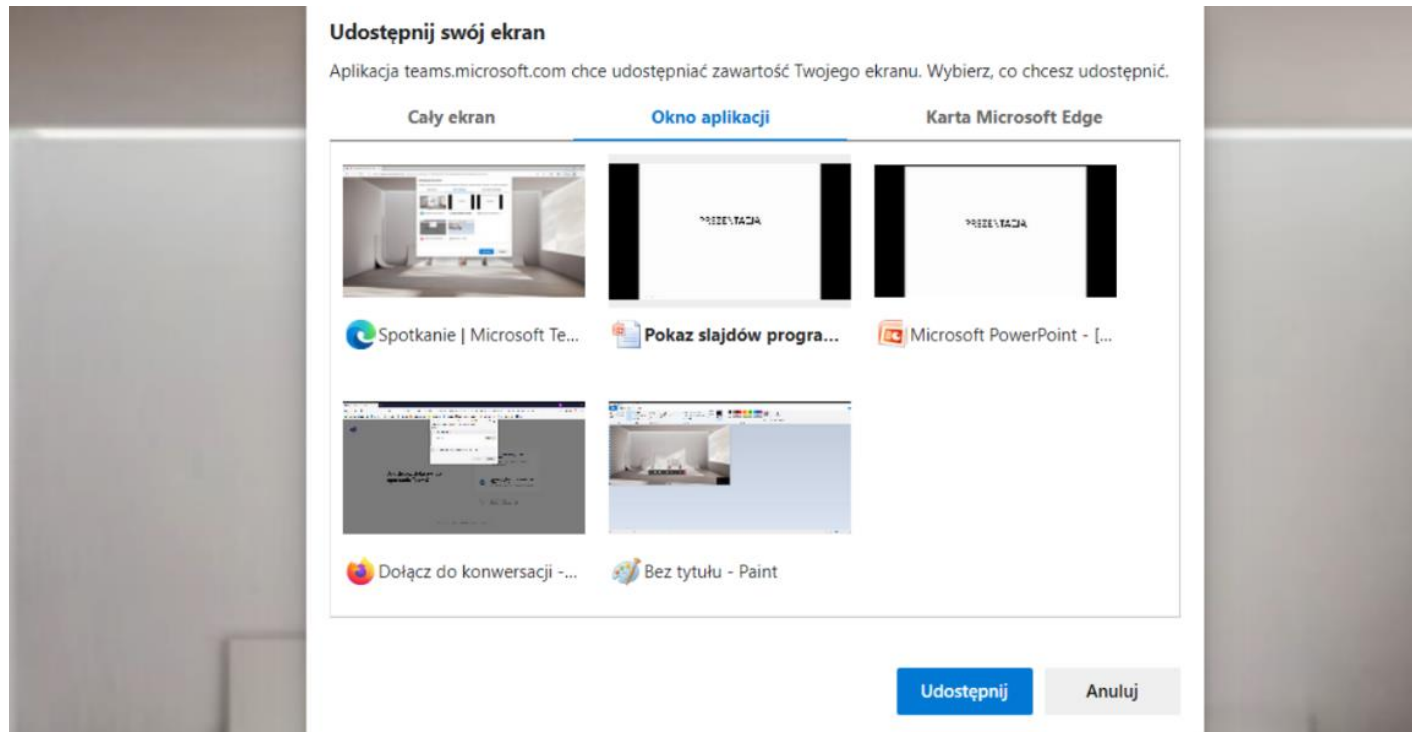 Udostępnij swój ekran
Aplikacja teams.microsoft.com chce udostępniać zawartość Twojego ekranu. Wybierz, co chcesz udostępnić.
Cały ekran
Okno aplikacji
Karta Microsoft Edge
PREZENTACJA
PREZENTACJA
Spotkanie | Microsoft Te...
Pokaz slajdów progra...
Microsoft PowerPoint - [...
Dołącz do konwersacji -...
Bez tytułu - Paint
Udostępnij
Anuluj